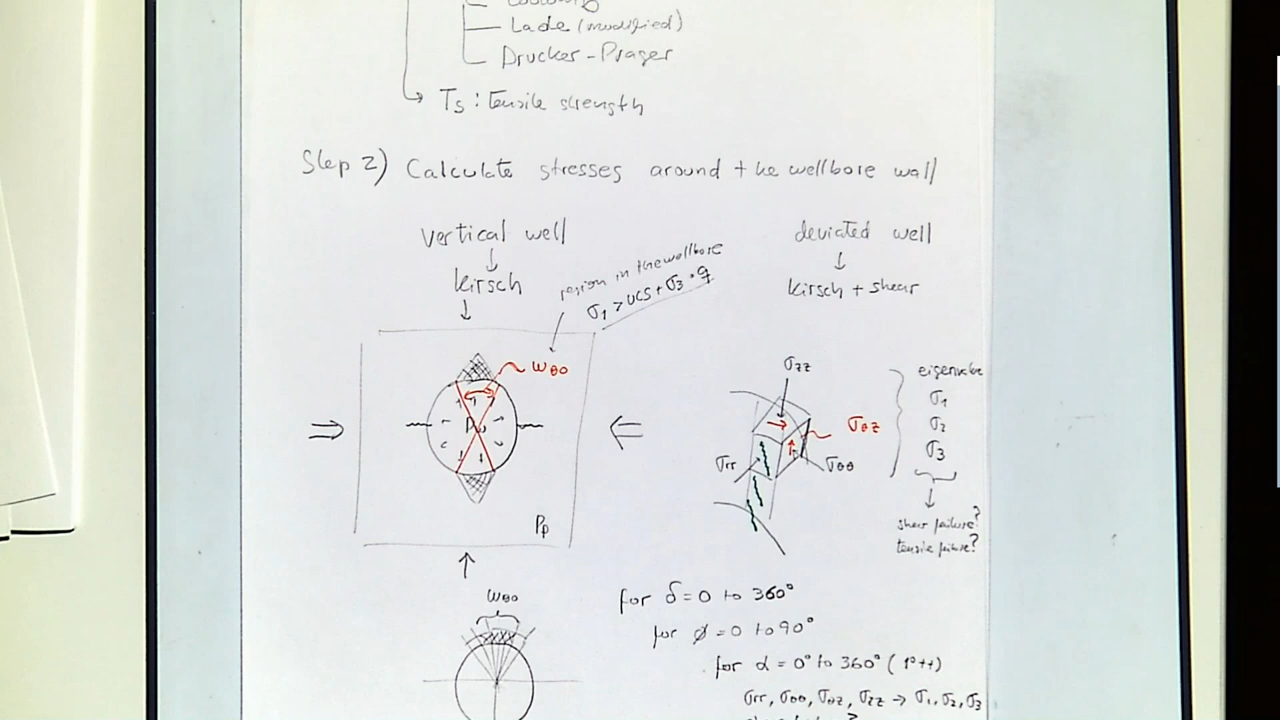 Lade (modified)
Drucker-Prager
Ts: Tensile strength
Step 2) Calculate stresses around the wellbore wall
vertical well
kirsch
region in the wellbore
σ1 > UCS + σ3 · q
wBO
Pw
Pp
wBO
deviated well
kirsch + shear
σzz
σθz
σrr
σθθ
eigenvalue
σ1
σ2
σ3
shear failure?
tensile failure?
for δ = 0 to 360°
for ϕ = 0 to 90°
for α = 0° to 360° (1°++)
σrr, σθθ, σθz, σzz → σ1, σ2, σ3